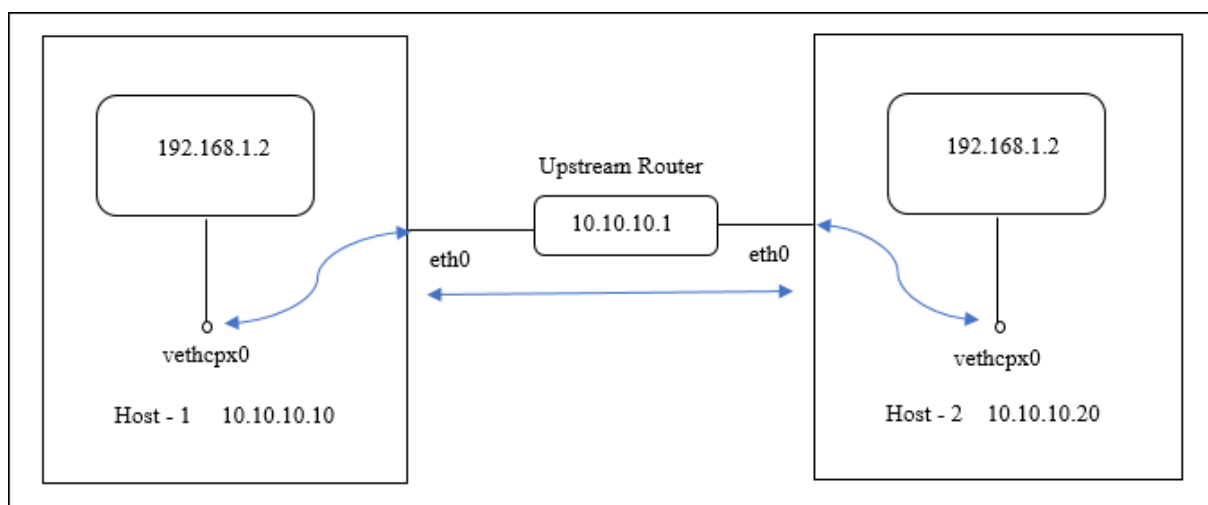 192.168.1.2
vethcpx0
Host - 1 10.10.10.10
Upstream Router
10.10.10.1
eth0
eth0
192.168.1.2
vethcpx0
Host - 2 10.10.10.20